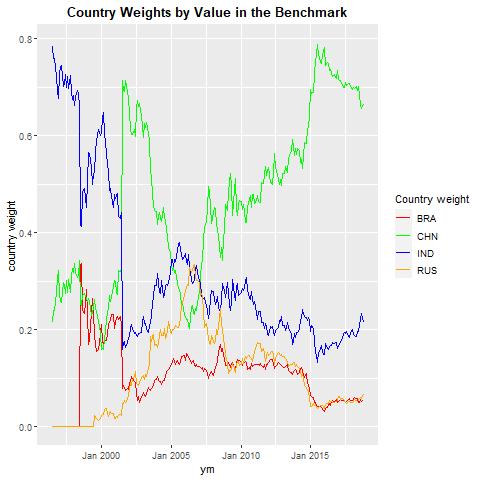 Country Weights by Value in the Benchmark
country weight
0.8
0.6
0.4
0.2
0.0
Jan 2000
Jan 2005
Jan 2010
Jan 2015
ym
Country weight
BRA
CHN
IND
RUS